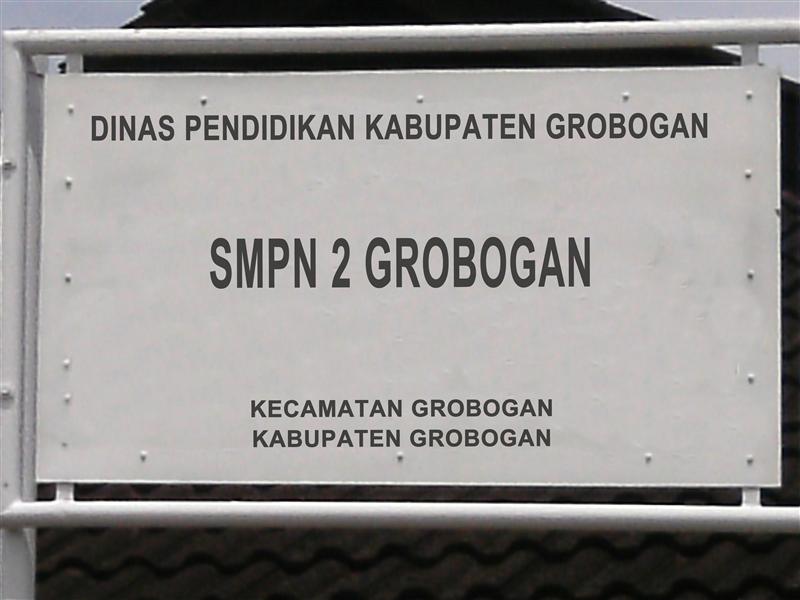 DINAS PENDIDIKAN KABUPATEN GROBOGAN
SMPN 2 GROBOGAN
KECAMATAN GROBOGAN
KABUPATEN GROBOGAN